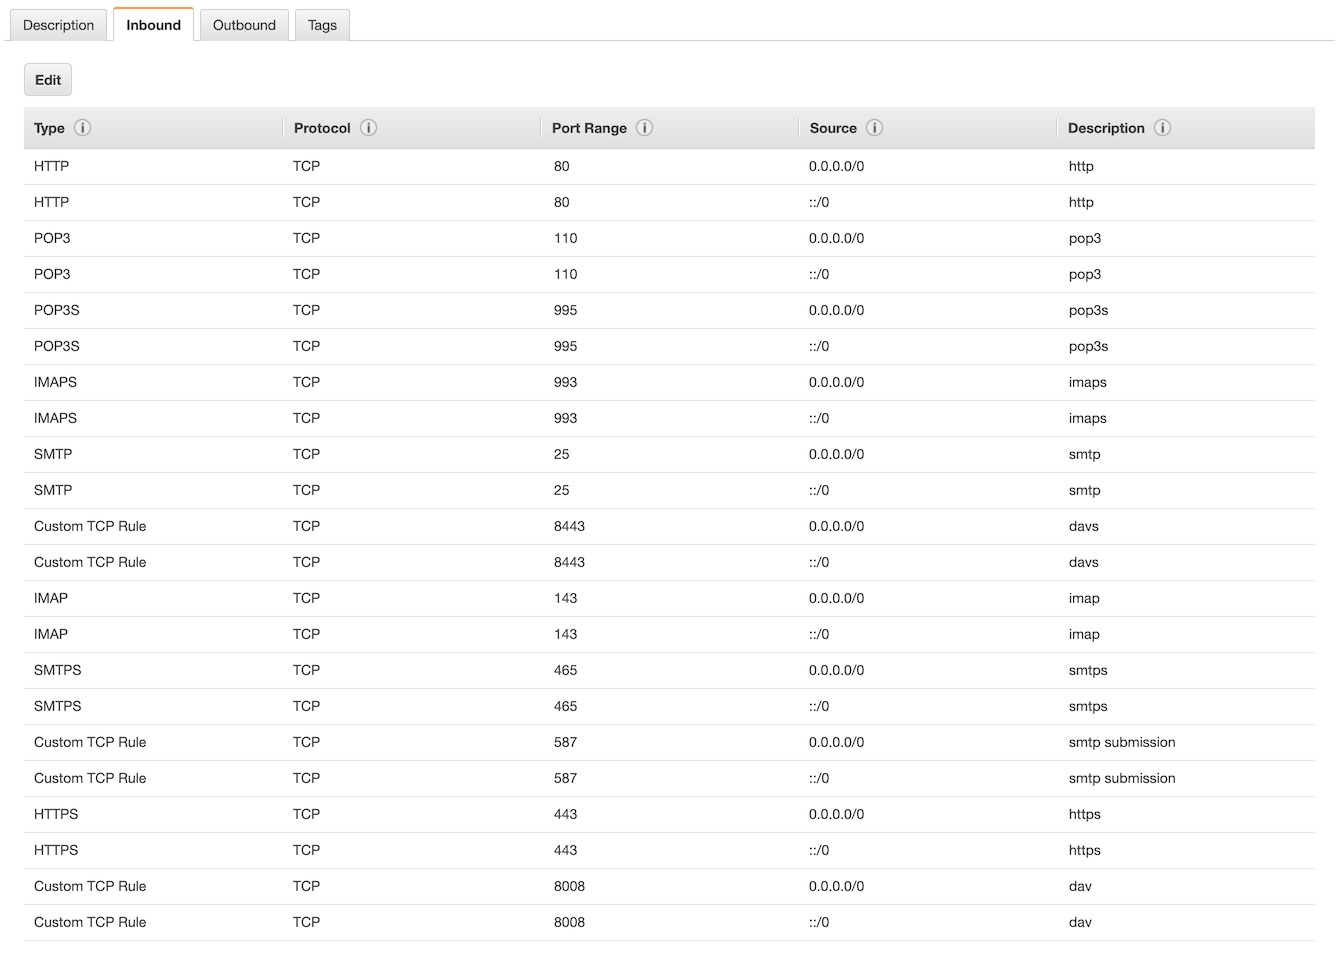 Description Inbound Outbound Tags
Edit
Type Protocol Port Range Source Description
HTTP TCP 80 0.0.0.0/0 http
HTTP TCP 80 ::/0 http
POP3 TCP 110 0.0.0.0/0 pop3
POP3 TCP 110 ::/0 pop3
POP3S TCP 995 0.0.0.0/0 pop3s
POP3S TCP 995 ::/0 pop3s
IMAPS TCP 993 0.0.0.0/0 imaps
IMAPS TCP 993 ::/0 imaps
SMTP TCP 25 0.0.0.0/0 smtp
SMTP TCP 25 ::/0 smtp
Custom TCP Rule TCP 8443 0.0.0.0/0 davs
Custom TCP Rule TCP 8443 ::/0 davs
IMAP TCP 143 0.0.0.0/0 imap
IMAP TCP 143 ::/0 imap
SMTPS TCP 465 0.0.0.0/0 smtps
SMTPS TCP 465 ::/0 smtps
Custom TCP Rule TCP 587 0.0.0.0/0 smtp submission
Custom TCP Rule TCP 587 ::/0 smtp submission
HTTPS TCP 443 0.0.0.0/0 https
HTTPS TCP 443 ::/0 https
Custom TCP Rule TCP 8008 0.0.0.0/0 dav
Custom TCP Rule TCP 8008 ::/0 dav